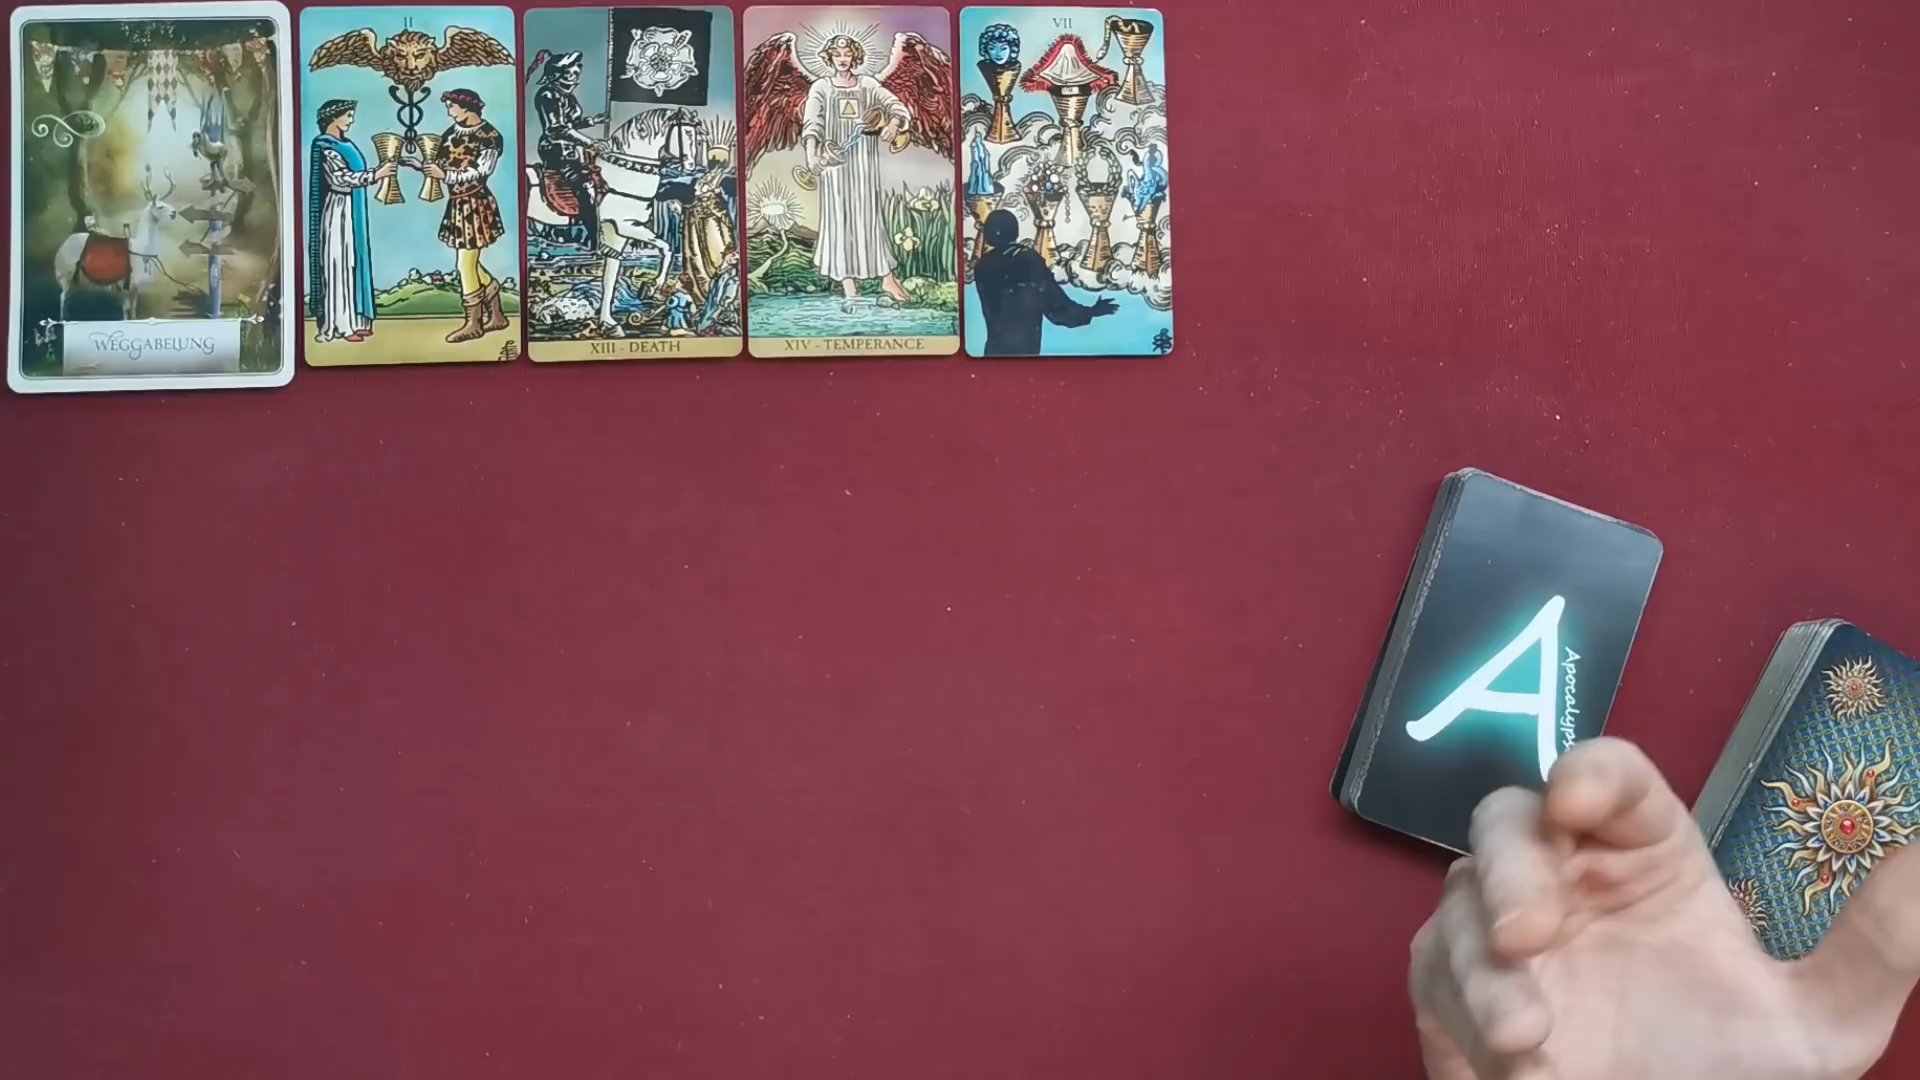 WEGGABELUNG
II
XIII - DEATH
XIV - TEMPERANCE
VII
A